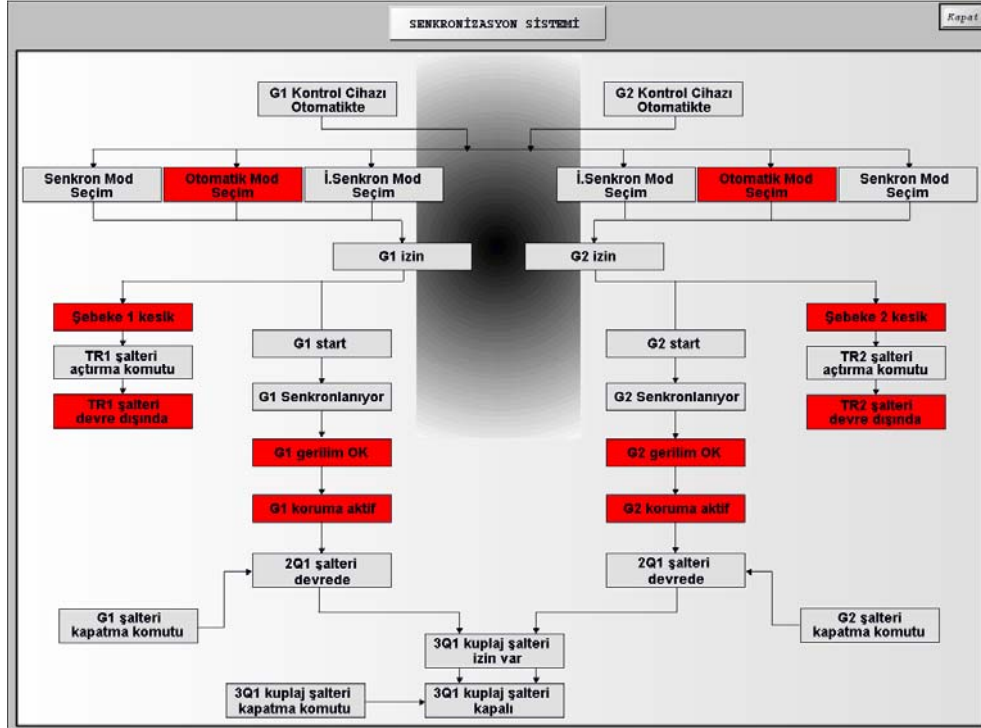 SENKRONİZASYON SİSTEMİ
Kapat
G1 Kontrol Cihazı
Otomatikte
G2 Kontrol Cihazı
Otomatikte
Senkron Mod
Seçim
Otomatik Mod
Seçim
İ.Senkron Mod
Seçim
İ.Senkron Mod
Seçim
Otomatik Mod
Seçim
Senkron Mod
Seçim
G1 izin
G2 izin
Şebeke 1 kesik
Şebeke 2 kesik
G1 start
G2 start
TR1 şalteri
açtırma komutu
TR2 şalteri
açtırma komutu
G1 Senkronlanıyor
G2 Senkronlanıyor
TR1 şalteri
devre dışında
TR2 şalteri
devre dışında
G1 gerilim OK
G2 gerilim OK
G1 koruma aktif
G2 koruma aktif
2Q1 şalteri
devrede
2Q1 şalteri
devrede
G1 şalteri
kapatma komutu
G2 şalteri
kapatma komutu
3Q1 kuplaj şalteri
izin var
3Q1 kuplaj şalteri
kapatma komutu
3Q1 kuplaj şalteri
kapalı